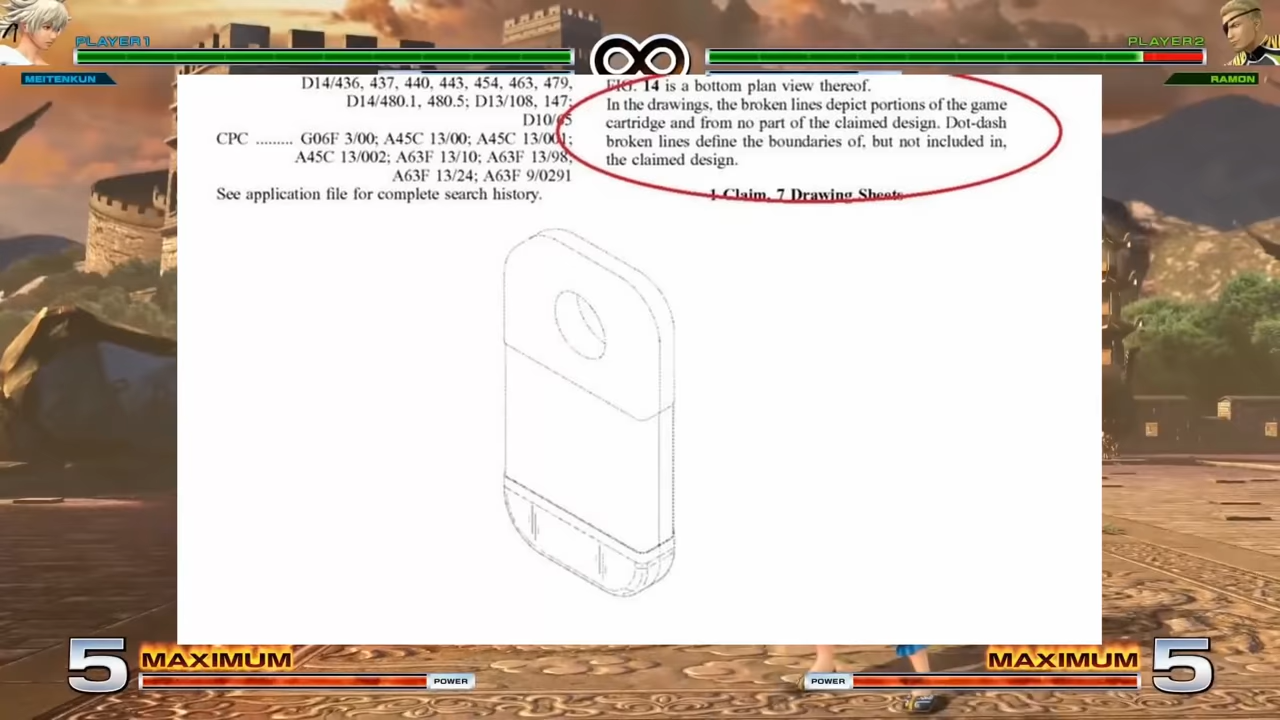 PLAYER1
PLAYER2
MEITENKUN
RAMON
D14/436, 437, 440, 443, 454, 463, 479,
D14/480.1, 480.5; D13/108, 147;
D10/65
CPC ......... G06F 3/00; A45C 13/00; A45C 13/001;
A45C 13/002; A63F 13/10; A63F 13/98;
A63F 13/24; A63F 9/0291
See application file for complete search history.
FIG. 14 is a bottom plan view thereof.
In the drawings, the broken lines depict portions of the game
cartridge and from no part of the claimed design. Dot-dash
broken lines define the boundaries of, but not included in,
the claimed design.
1 Claim, 7 Drawing Sheets
5 MAXIMUM
POWER
MAXIMUM 5
POWER